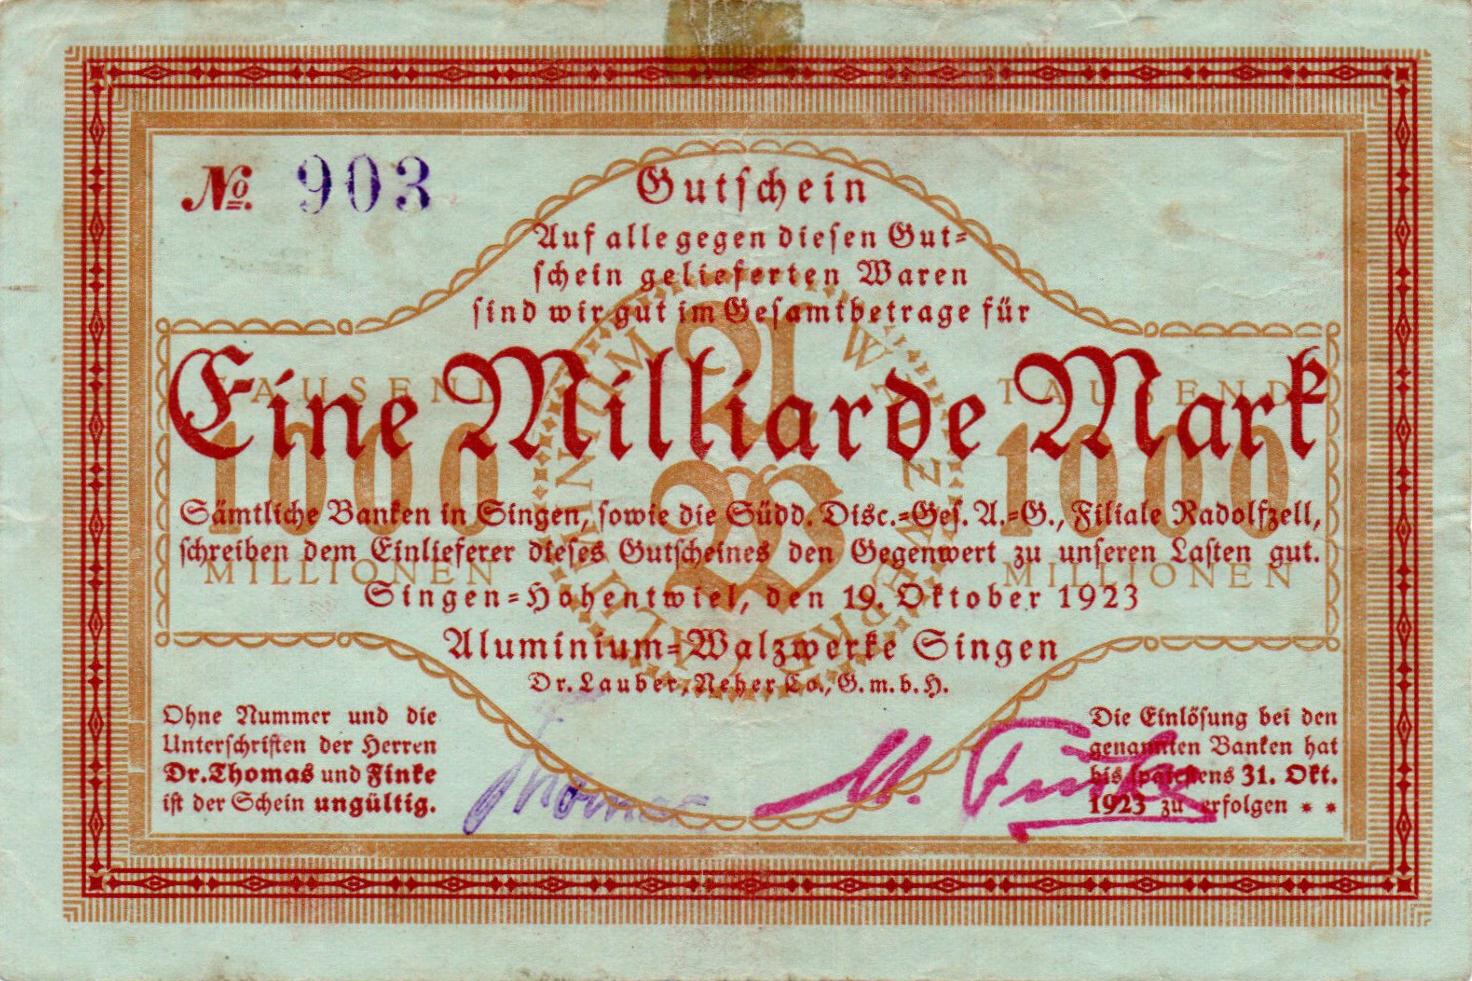 №. 903
Gutschein
Auf alle gegen diesen Gut-
schein gelieferten Waren
sind wir gut im Gesamtbetrage für
Eine Milliarde Mark
TAUSEND
1000
MILLIONEN
TAUSEND
1000
MILLIONEN
ALUMINIUM WALZWERKE
A
W
Sämtliche Banken in Singen, sowie die Südd. Disc.-Ges. A.-G., Filiale Radolfzell,
schreiben dem Einlieferer dieses Gutscheines den Gegenwert zu unseren Lasten gut.
Singen-Hohentwiel, den 19. Oktober 1923
Aluminium-Walzwerke Singen
Dr. Lauber, Neher Co., G. m. b. H.
Ohne Nummer und die
Unterschriften der Herren
Dr. Thomas und Finke
ist der Schein ungültig.
Die Einlösung bei den
genannten Banken hat
bis spätestens 31. Okt.
1923 zu erfolgen * *
Thomas
Finke